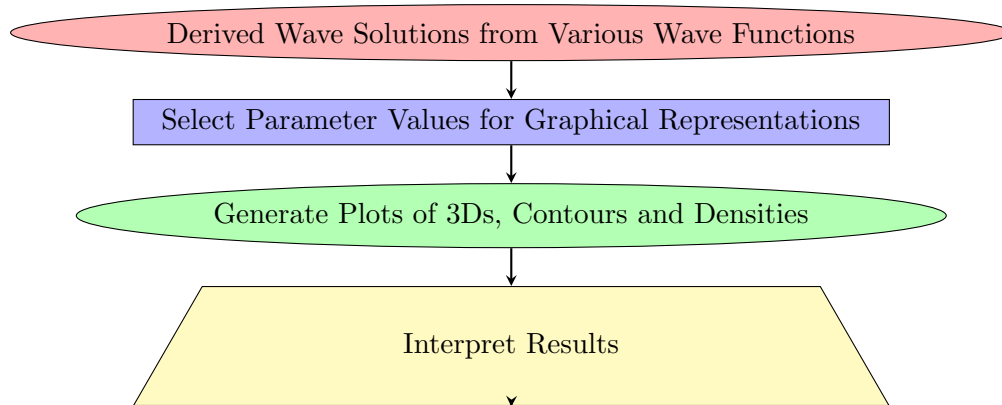 Derived Wave Solutions from Various Wave Functions
Select Parameter Values for Graphical Representations
Generate Plots of 3Ds, Contours and Densities
Interpret Results